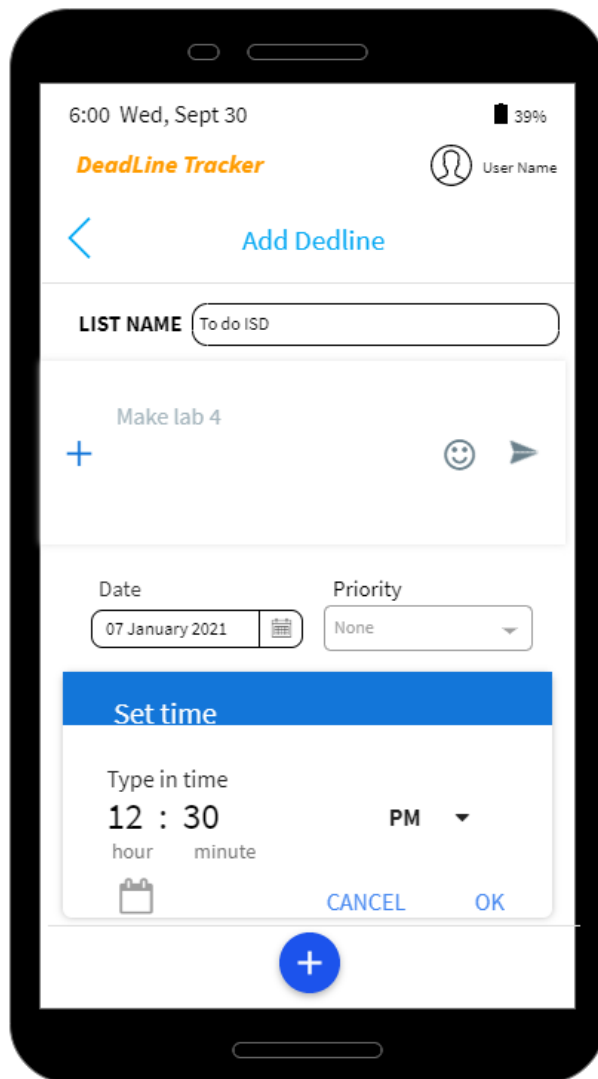 6:00 Wed, Sept 30 39%
DeadLine Tracker User Name
Add Dedline
LIST NAME To do ISD
Make lab 4
Date Priority
07 January 2021 None
Set time
Type in time
12 : 30 PM
hour minute
CANCEL OK